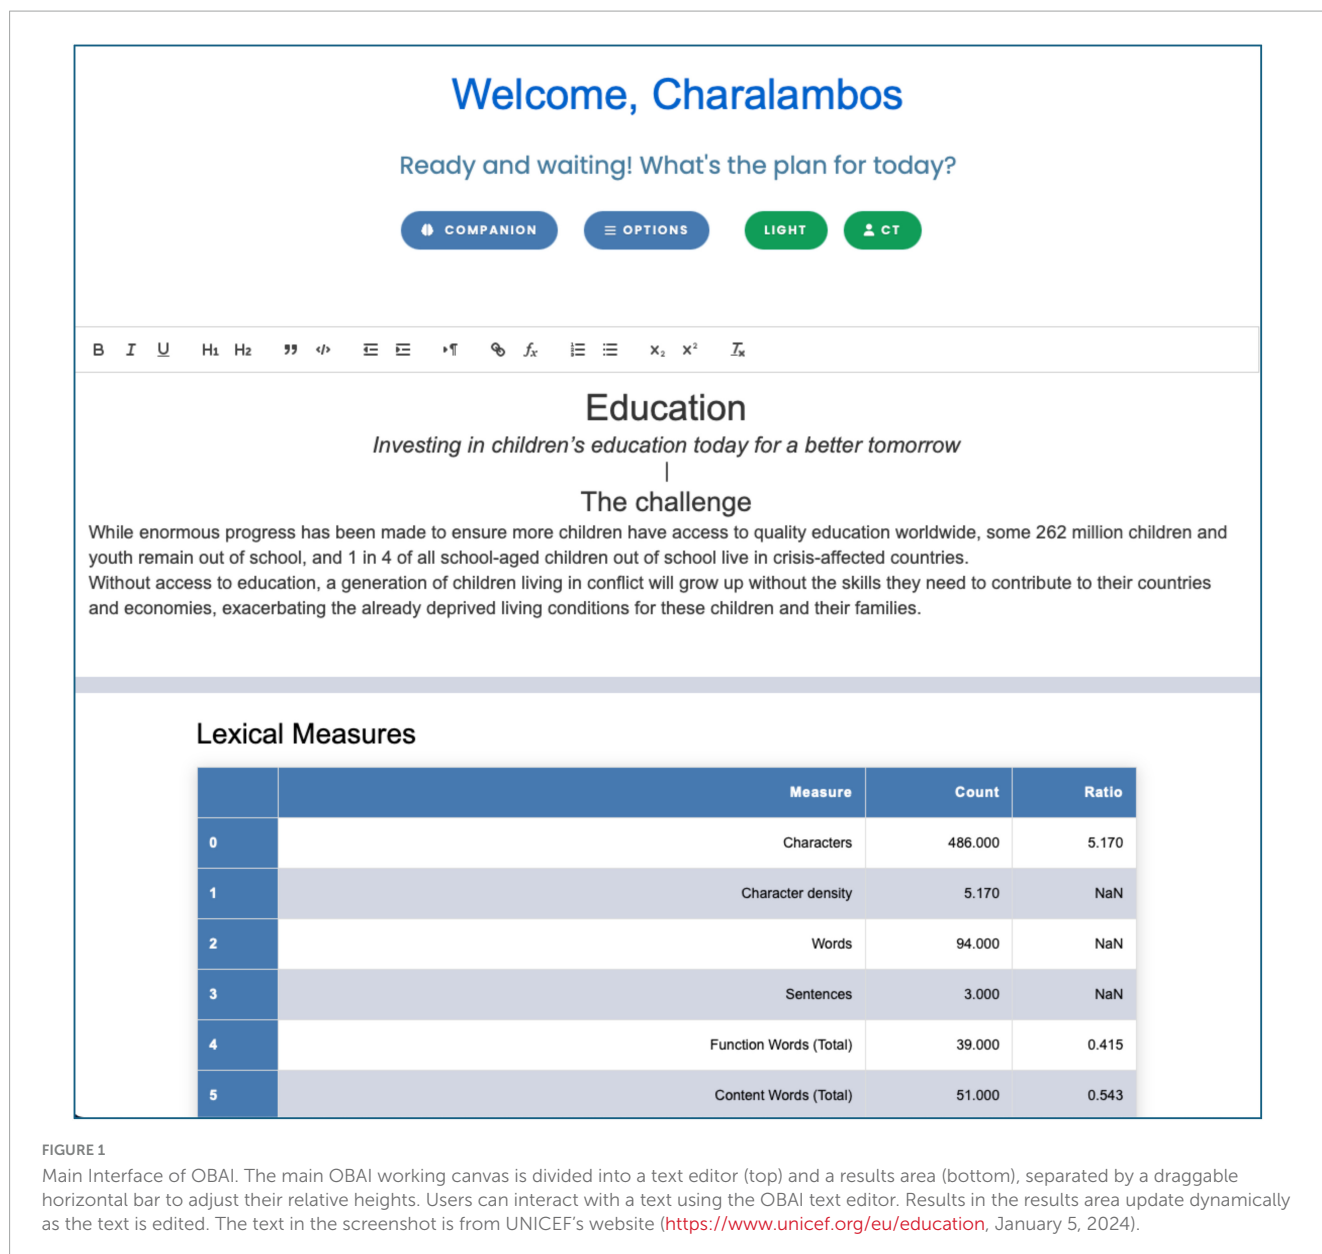 Welcome, Charalambos
Ready and waiting! What's the plan for today?
COMPANION OPTIONS LIGHT CT
B I U H1 H2 ❞ </> ¶ fx x₂ x² Tx
Education
Investing in children’s education today for a better tomorrow
The challenge
While enormous progress has been made to ensure more children have access to quality education worldwide, some 262 million children and
youth remain out of school, and 1 in 4 of all school-aged children out of school live in crisis-affected countries.
Without access to education, a generation of children living in conflict will grow up without the skills they need to contribute to their countries
and economies, exacerbating the already deprived living conditions for these children and their families.
Lexical Measures
Measure Count Ratio
0 Characters 486.000 5.170
1 Character density 5.170 NaN
2 Words 94.000 NaN
3 Sentences 3.000 NaN
4 Function Words (Total) 39.000 0.415
5 Content Words (Total) 51.000 0.543
FIGURE 1
Main Interface of OBAI. The main OBAI working canvas is divided into a text editor (top) and a results area (bottom), separated by a draggable
horizontal bar to adjust their relative heights. Users can interact with a text using the OBAI text editor. Results in the results area update dynamically
as the text is edited. The text in the screenshot is from UNICEF’s website (https://www.unicef.org/eu/education, January 5, 2024).